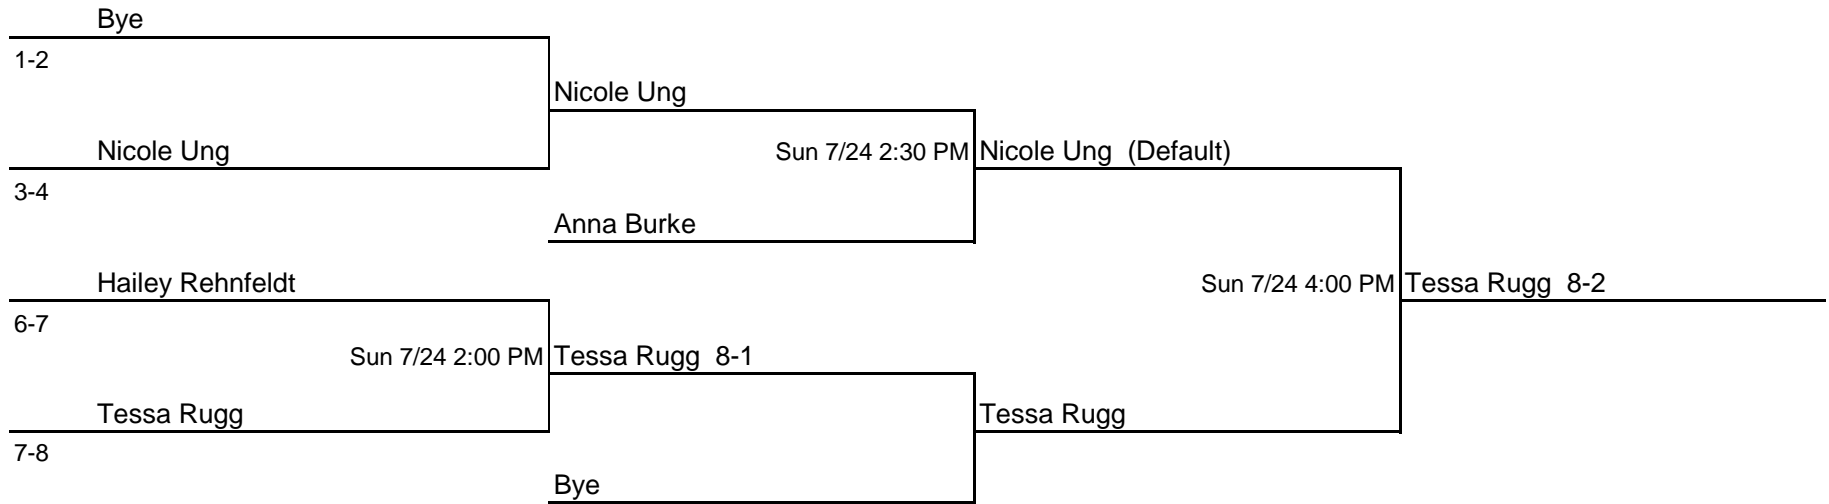 Bye
1-2
Nicole Ung
Nicole Ung
Sun 7/24 2:30 PM
Nicole Ung (Default)
3-4
Anna Burke
Hailey Rehnfeldt
Sun 7/24 4:00 PM
Tessa Rugg 8-2
6-7
Sun 7/24 2:00 PM
Tessa Rugg 8-1
Tessa Rugg
Tessa Rugg
7-8
Bye